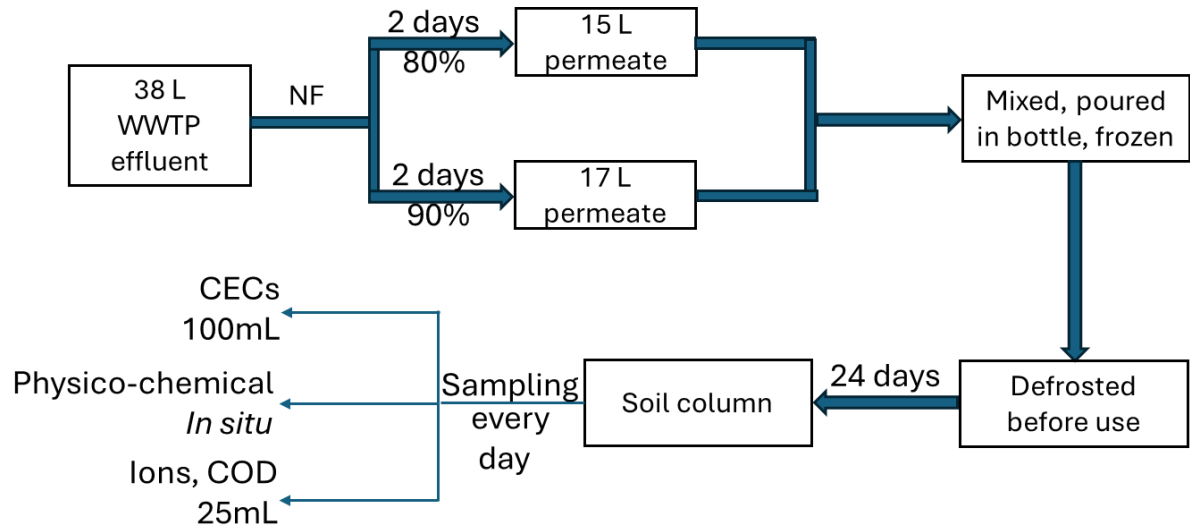 38 L
WWTP
effluent
NF
2 days
80%
15 L
permeate
2 days
90%
17 L
permeate
Mixed, poured
in bottle, frozen
Defrosted
before use
24 days
Soil column
Sampling
every
day
CECs
100mL
Physico-chemical
In situ
Ions, COD
25mL